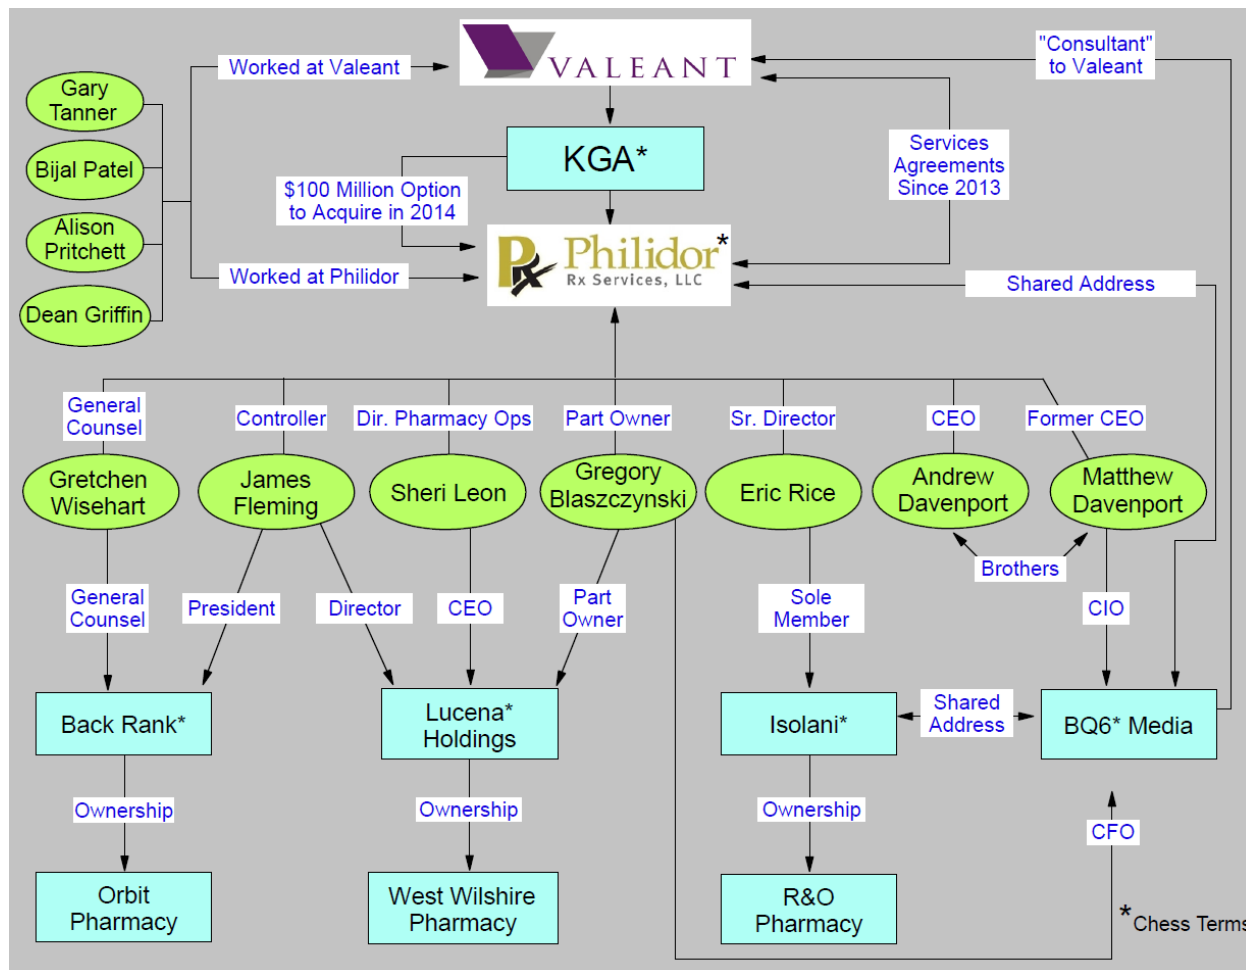 "Consultant"
to Valeant
VALEANT
Worked at Valeant
Gary
Tanner
KGA*
Services
Agreements
Since 2013
Bijal Patel
$100 Million Option
to Acquire in 2014
Alison
Pritchett
Philidor*
Rx Services, LLC
Rx
Worked at Philidor
Shared Address
Dean Griffin
General
Counsel
Controller
Dir. Pharmacy Ops
Part Owner
Sr. Director
CEO
Former CEO
Gretchen
Wisehart
James
Fleming
Sheri Leon
Gregory
Blaszczynski
Eric Rice
Andrew
Davenport
Matthew
Davenport
Brothers
General
Counsel
President
Director
CEO
Part
Owner
Sole
Member
CIO
Back Rank*
Lucena*
Holdings
Isolani*
Shared
Address
BQ6* Media
Ownership
Ownership
Ownership
CFO
Orbit
Pharmacy
West Wilshire
Pharmacy
R&O
Pharmacy
*Chess Terms